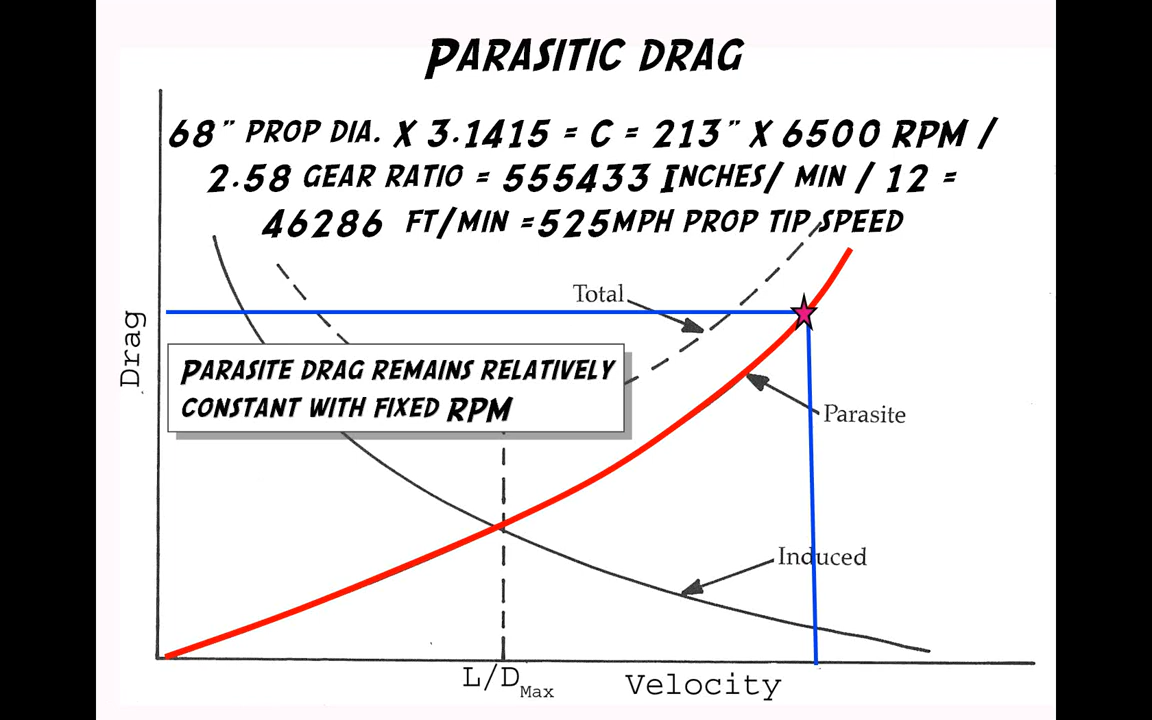 PARASITIC DRAG
68" PROP DIA. X 3.1415 = C = 213" X 6500 RPM /
2.58 GEAR RATIO = 555433 INCHES/ MIN / 12 =
46286 FT/MIN =525MPH PROP TIP SPEED
Total
Drag
PARASITE DRAG REMAINS RELATIVELY
CONSTANT WITH FIXED RPM
Parasite
Induced
L/DMax
Velocity